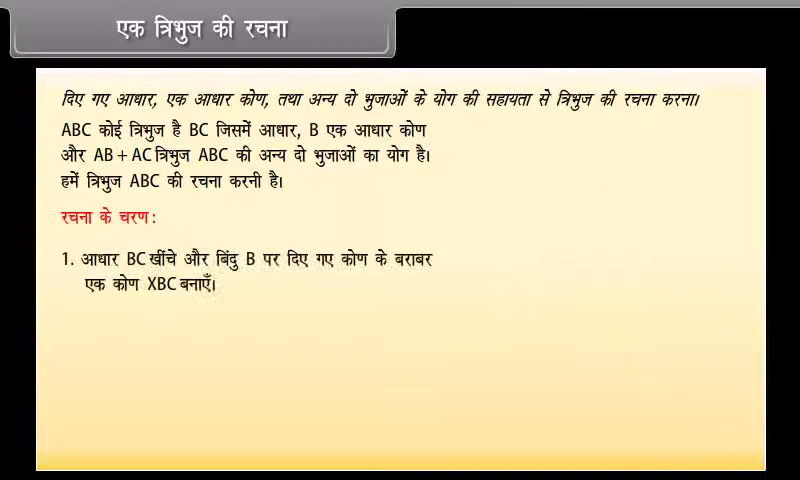 एक त्रिभुज की रचना
दिए गए आधार, एक आधार कोण, तथा अन्य दो भुजाओं के योग की सहायता से त्रिभुज की रचना करना।
ABC कोई त्रिभुज है BC जिसमें आधार, B एक आधार कोण
और AB + AC त्रिभुज ABC की अन्य दो भुजाओं का योग है।
हमें त्रिभुज ABC की रचना करनी है।
रचना के चरण :
1. आधार BC खींचे और बिंदु B पर दिए गए कोण के बराबर
एक कोण XBC बनाएँ।